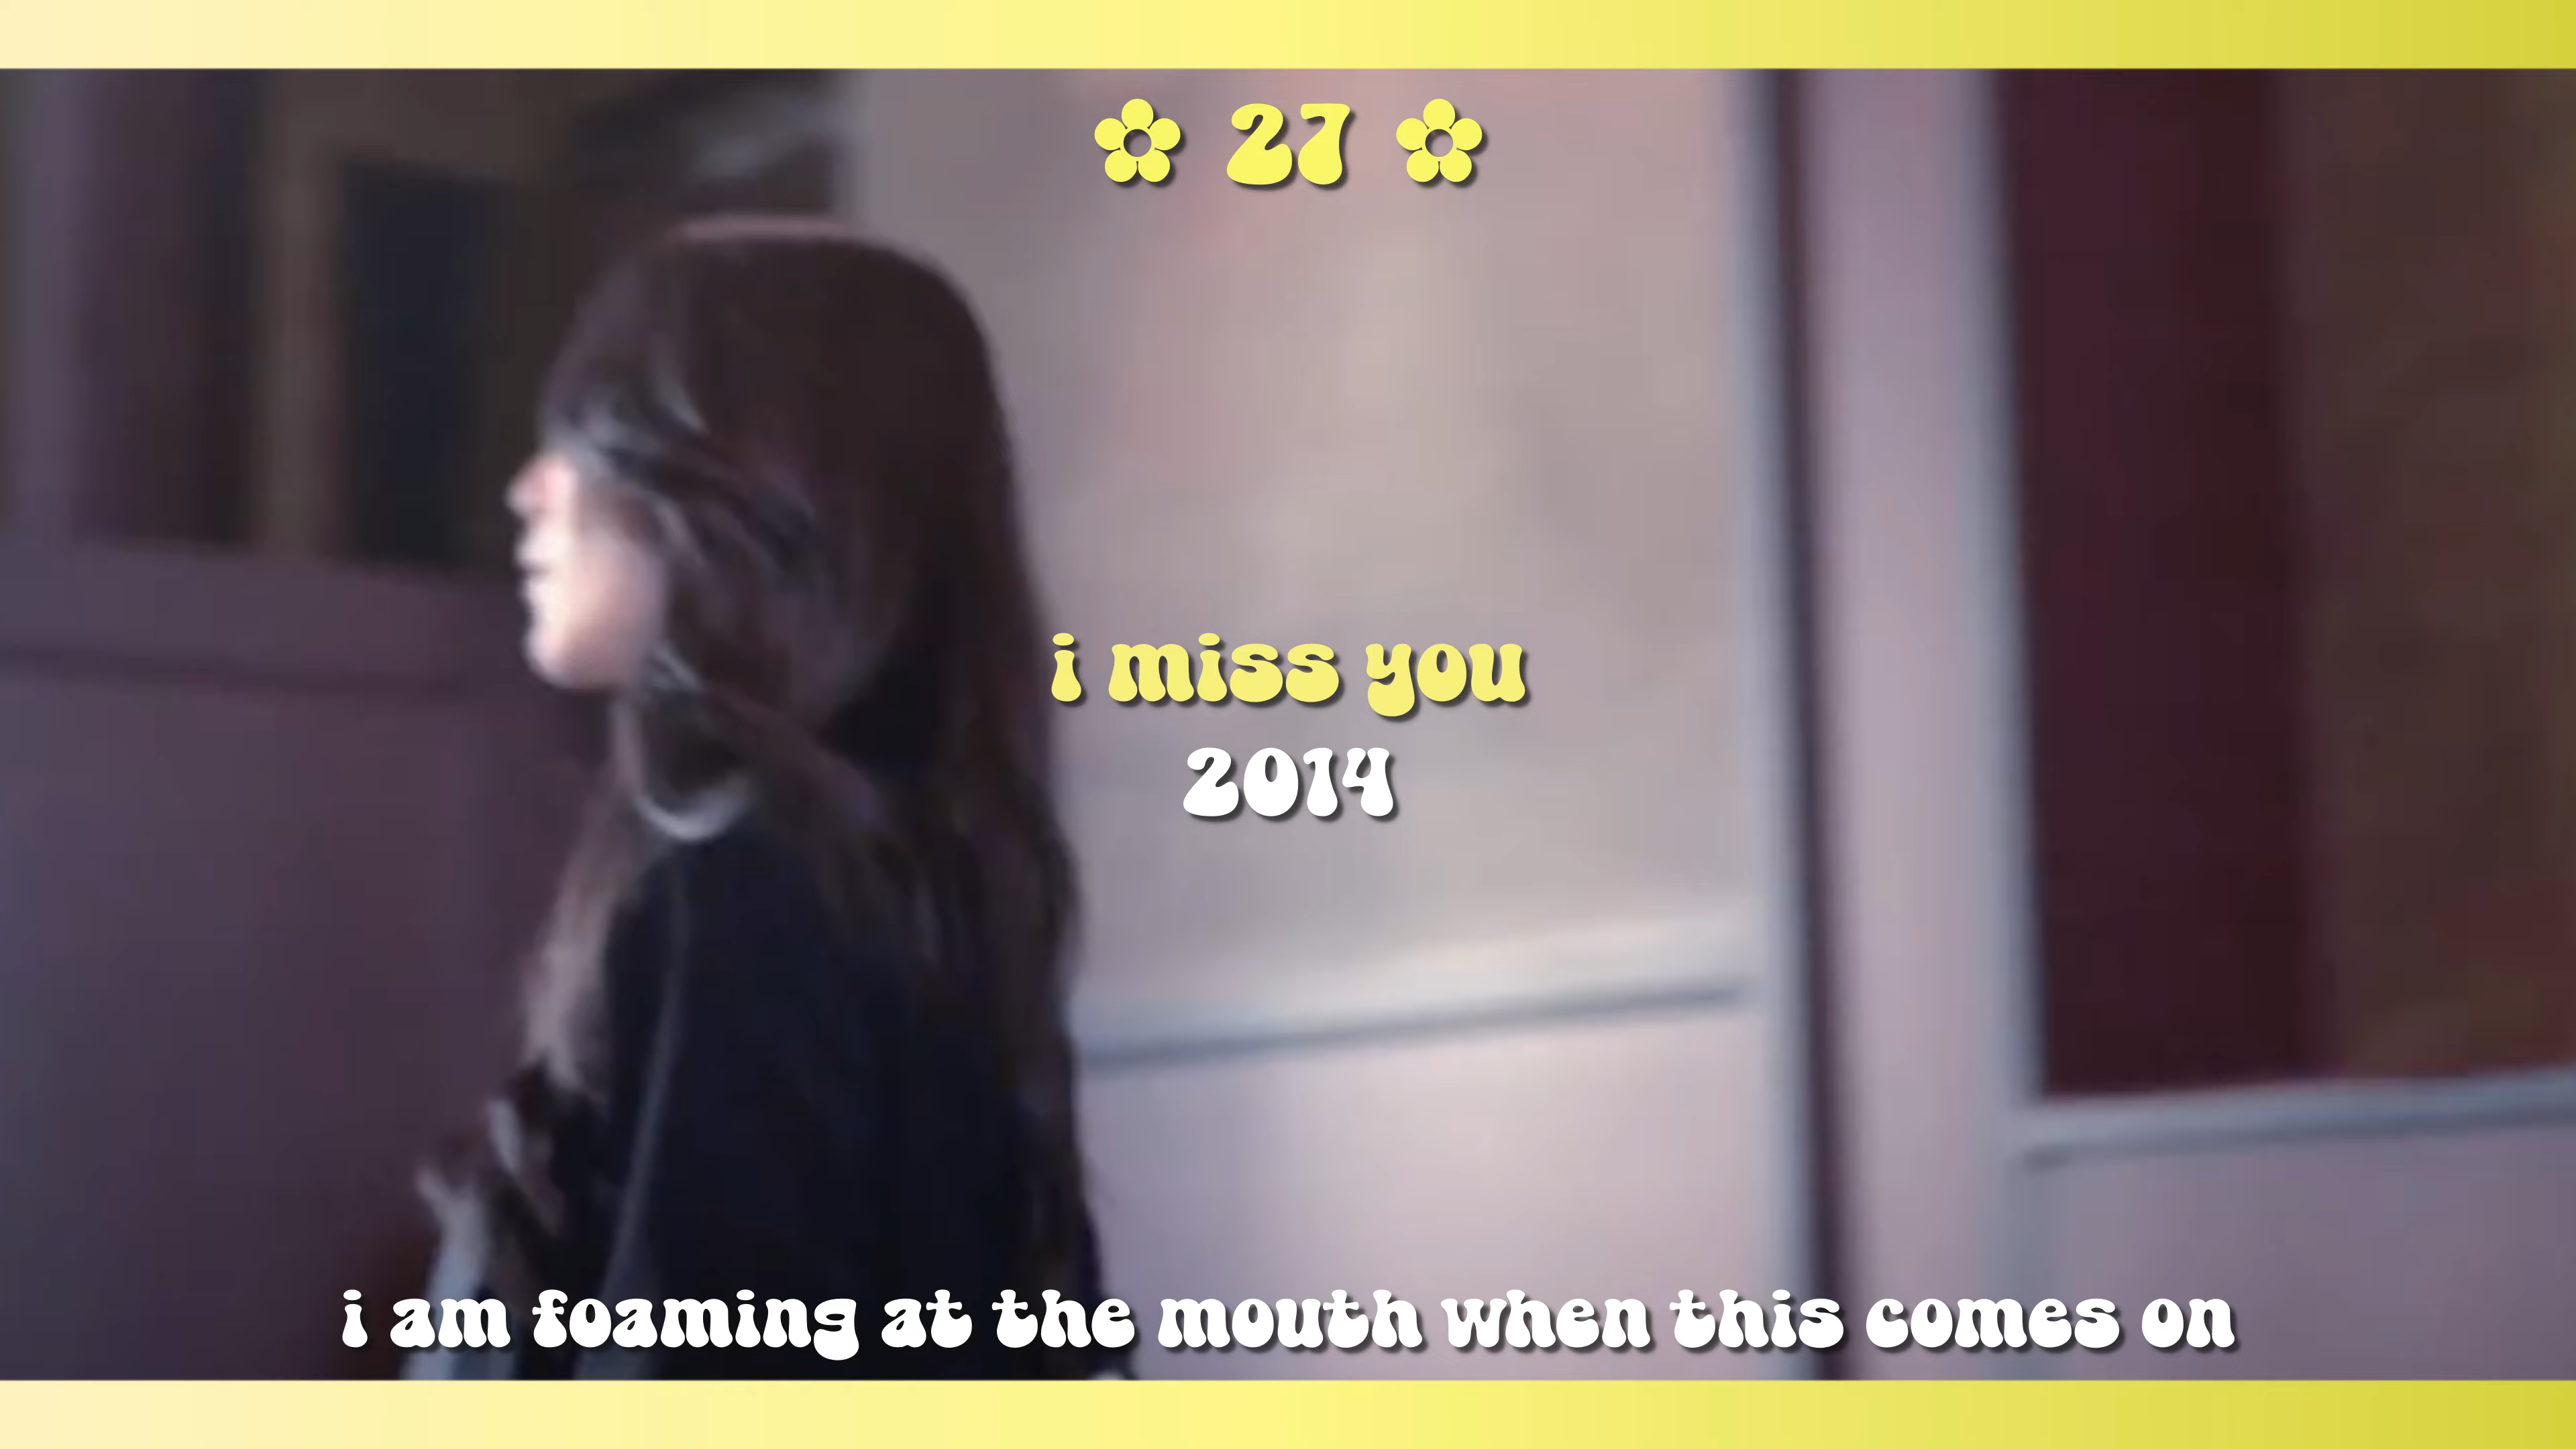 ✿ 27 ✿
i miss you
2014
i am foaming at the mouth when this comes on